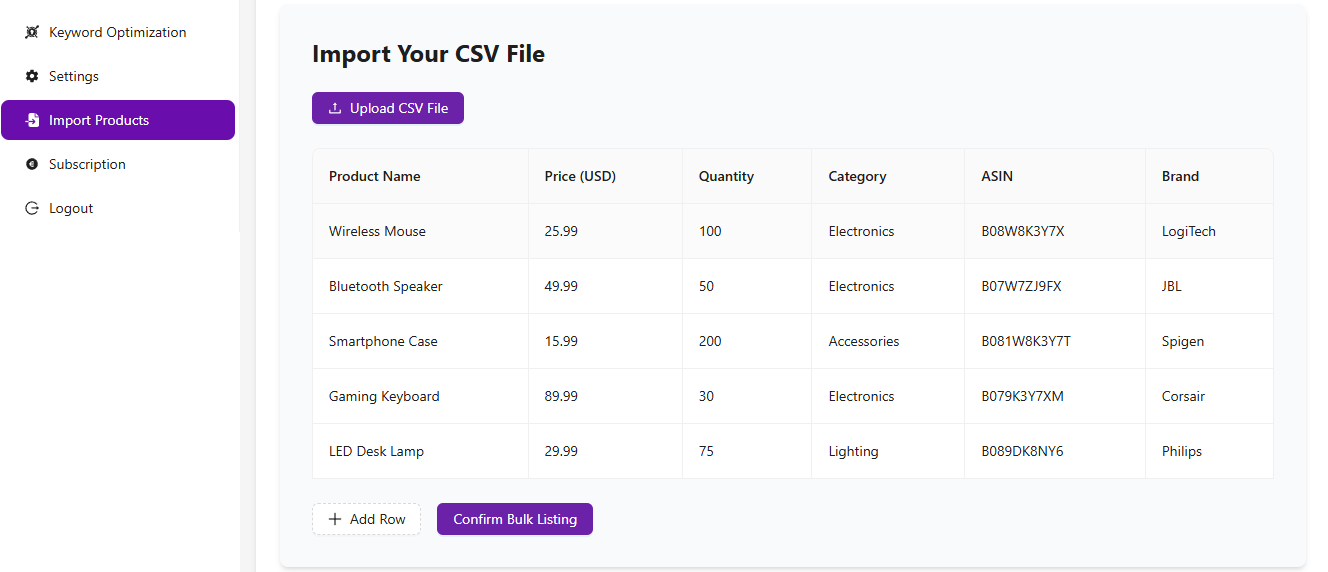 Keyword Optimization
Settings
Import Products
Subscription
Logout
Import Your CSV File
Upload CSV File
Product Name Price (USD) Quantity Category ASIN Brand
Wireless Mouse 25.99 100 Electronics B08W8K3Y7X LogiTech
Bluetooth Speaker 49.99 50 Electronics B07W7ZJ9FX JBL
Smartphone Case 15.99 200 Accessories B081W8K3Y7T Spigen
Gaming Keyboard 89.99 30 Electronics B079K3Y7XM Corsair
LED Desk Lamp 29.99 75 Lighting B089DK8NY6 Philips
Add Row Confirm Bulk Listing